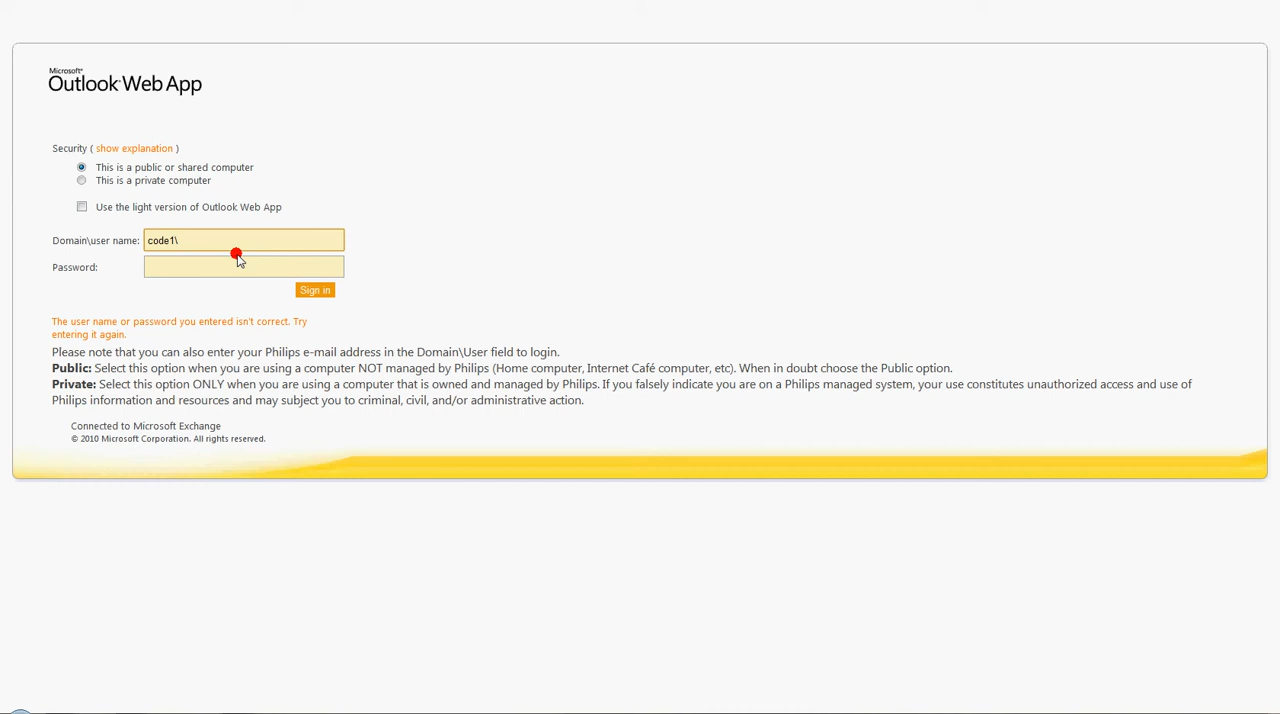 Microsoft®
Outlook Web App
Security ( show explanation )
This is a public or shared computer
This is a private computer
Use the light version of Outlook Web App
Domain\user name: code1\
Password:
Sign in
The user name or password you entered isn't correct. Try
entering it again.
Please note that you can also enter your Philips e-mail address in the Domain\User field to login.
Public: Select this option when you are using a computer NOT managed by Philips (Home computer, Internet Café computer, etc). When in doubt choose the Public option.
Private: Select this option ONLY when you are using a computer that is owned and managed by Philips. If you falsely indicate you are on a Philips managed system, your use constitutes unauthorized access and use of
Philips information and resources and may subject you to criminal, civil, and/or administrative action.
Connected to Microsoft Exchange
© 2010 Microsoft Corporation. All rights reserved.